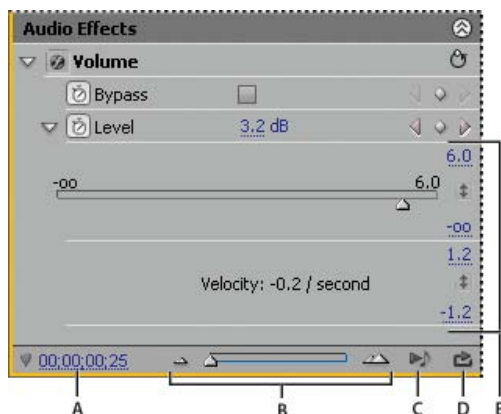 Audio Effects
Volume
Bypass
Level 3.2 dB
6.0
-oo 6.0
-oo
1.2
Velocity: -0.2 / second
-1.2
00;00;00;25
A B C D E